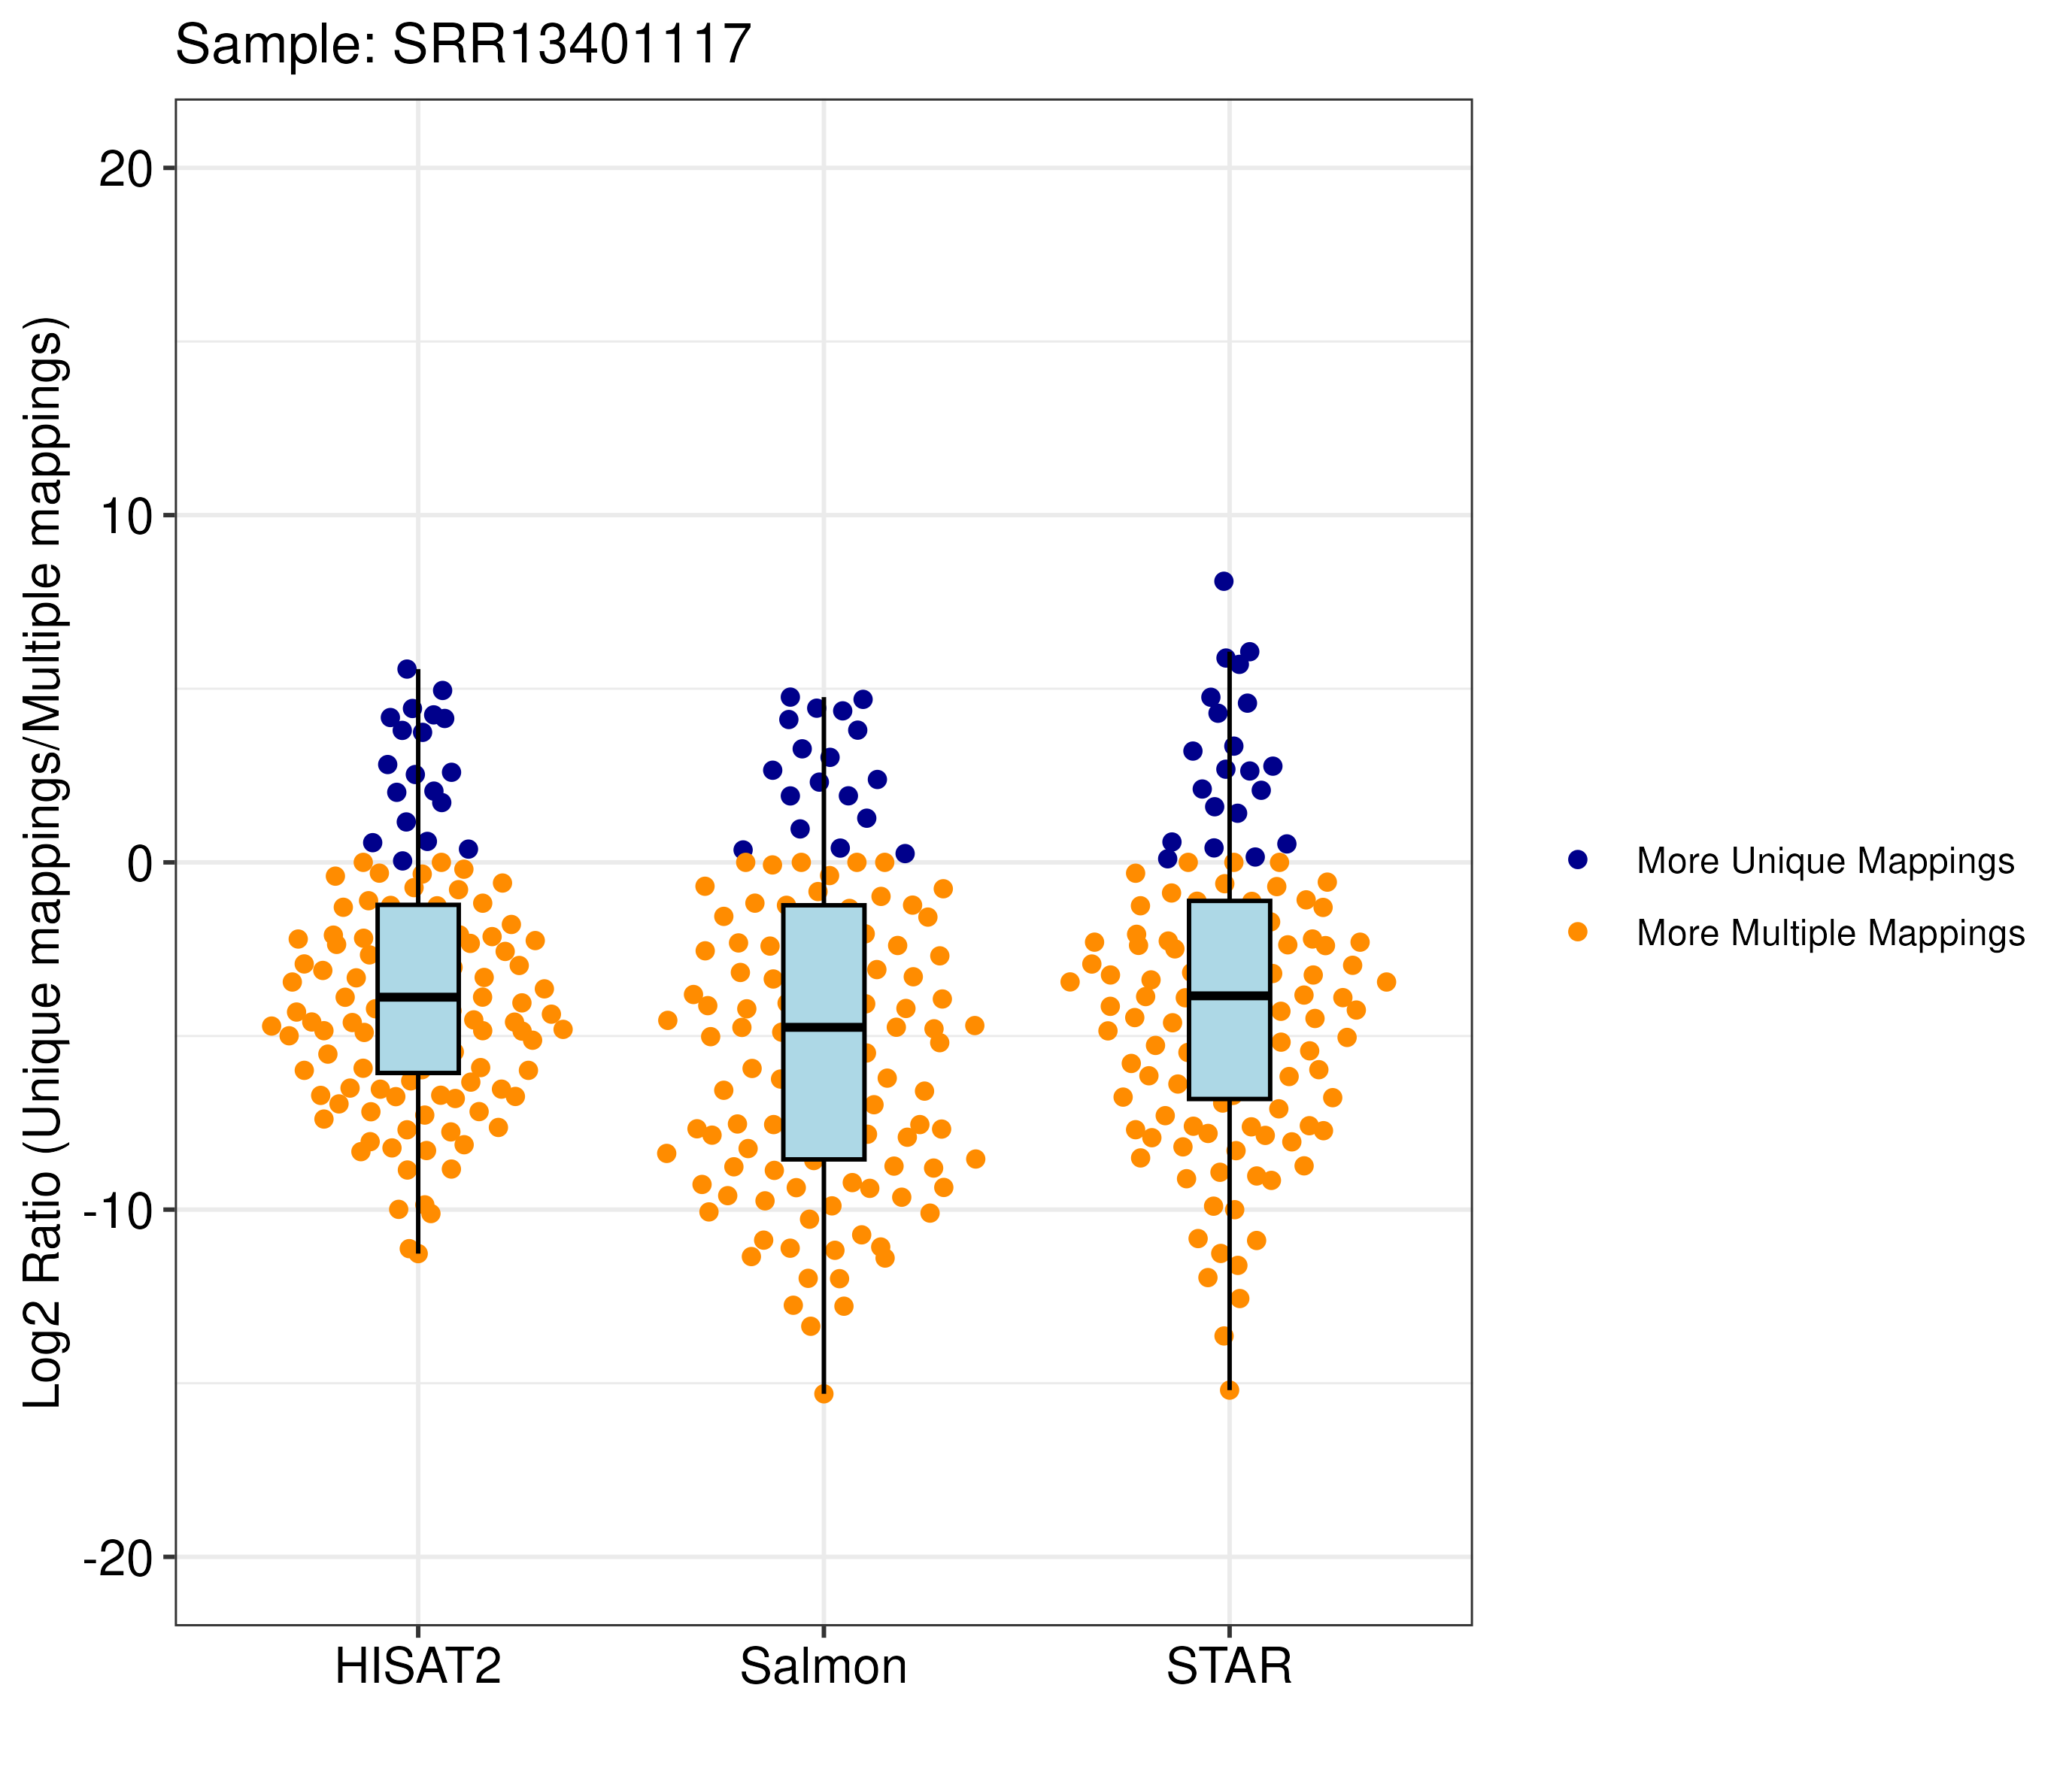 Sample: SRR13401117
Log2 Ratio (Unique mappings/Multiple mappings)
20
10
0
-10
-20
HISAT2
Salmon
STAR
More Unique Mappings
More Multiple Mappings